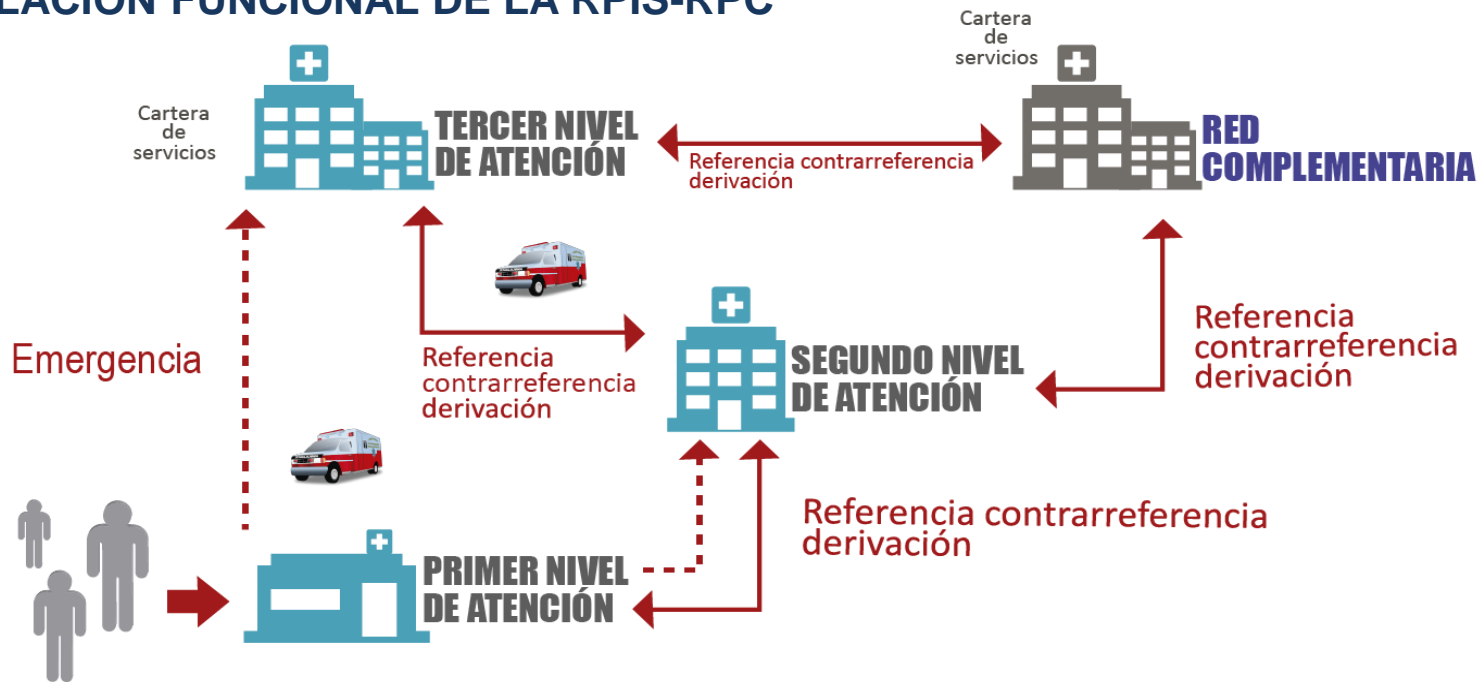 LACIÓN FUNCIONAL DE LA RPIS-RPC
Cartera
de
servicios
TERCER NIVEL
DE ATENCIÓN
Referencia contrarreferencia
derivación
Cartera
de
servicios
RED
COMPLEMENTARIA
Emergencia
Referencia
contrarreferencia
derivación
SEGUNDO NIVEL
DE ATENCIÓN
Referencia
contrarreferencia
derivación
PRIMER NIVEL
DE ATENCIÓN
Referencia contrarreferencia
derivación